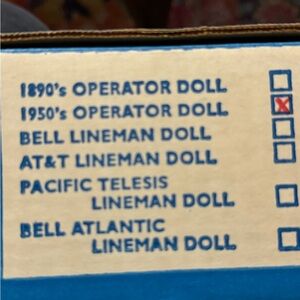 1890's OPERATOR DOLL
1950's OPERATOR DOLL
BELL LINEMAN DOLL
AT&T LINEMAN DOLL
PACIFIC TELESIS
LINEMAN DOLL
BELL ATLANTIC
LINEMAN DOLL